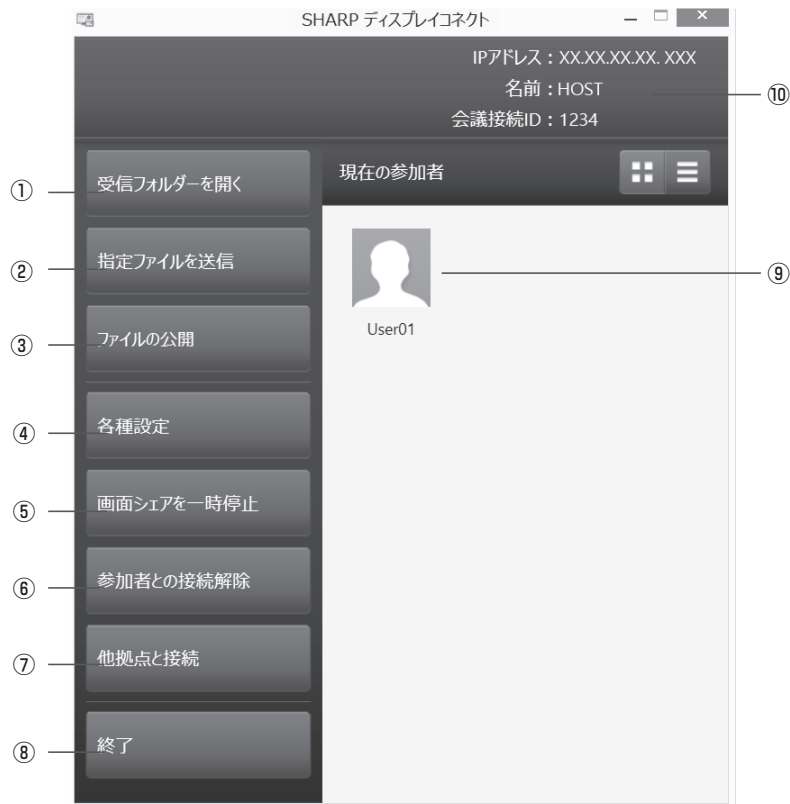 SHARP ディスプレイコネクト
IPアドレス：XX.XX.XX.XX. XXX
名前：HOST
会議接続ID：1234
⑩
① 受信フォルダーを開く
現在の参加者
② 指定ファイルを送信
⑨
③ ファイルの公開
User01
④ 各種設定
⑤ 画面シェアを一時停止
⑥ 参加者との接続解除
⑦ 他拠点と接続
⑧ 終了